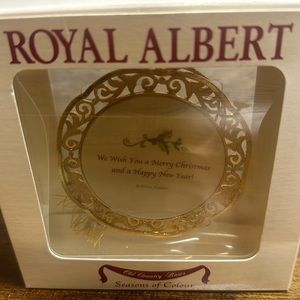 ROYAL ALBERT
We Wish You a Merry Christmas
and a Happy New Year!
Old Country Roses
Seasons of Colour